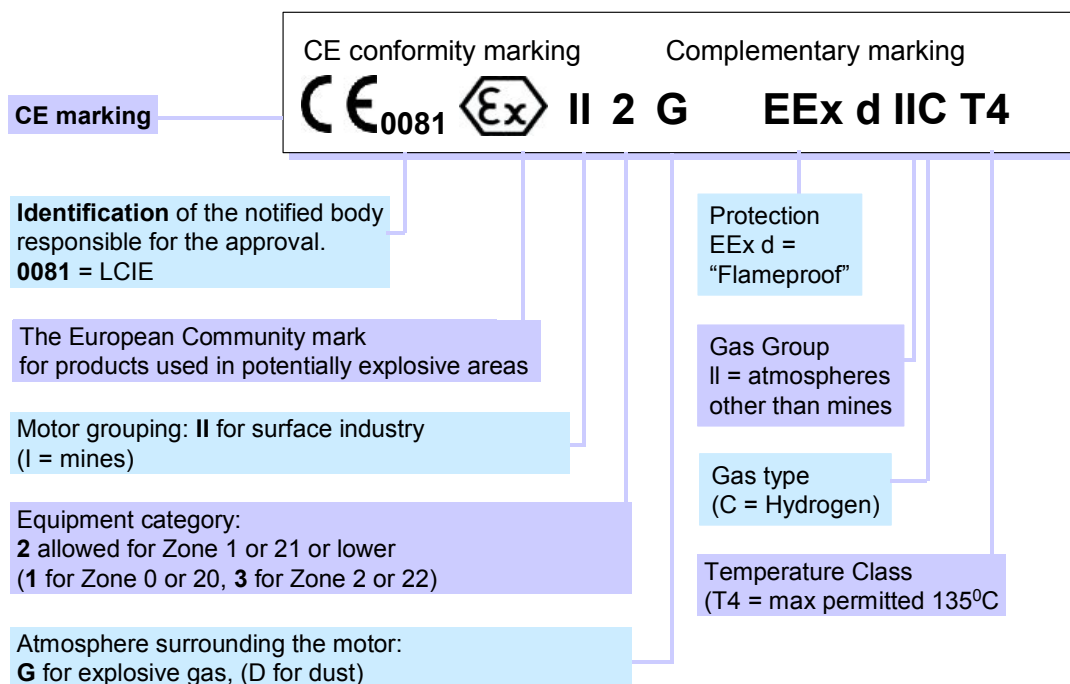 CE conformity marking
Complementary marking
CE marking
CE 0081 Ex II 2 G EEx d IIC T4
Identification of the notified body
responsible for the approval.
0081 = LCIE
The European Community mark
for products used in potentially explosive areas
Motor grouping: II for surface industry
(I = mines)
Equipment category:
2 allowed for Zone 1 or 21 or lower
(1 for Zone 0 or 20, 3 for Zone 2 or 22)
Atmosphere surrounding the motor:
G for explosive gas, (D for dust)
Protection
EEx d =
“Flameproof”
Gas Group
II = atmospheres
other than mines
Gas type
(C = Hydrogen)
Temperature Class
(T4 = max permitted 135⁰C